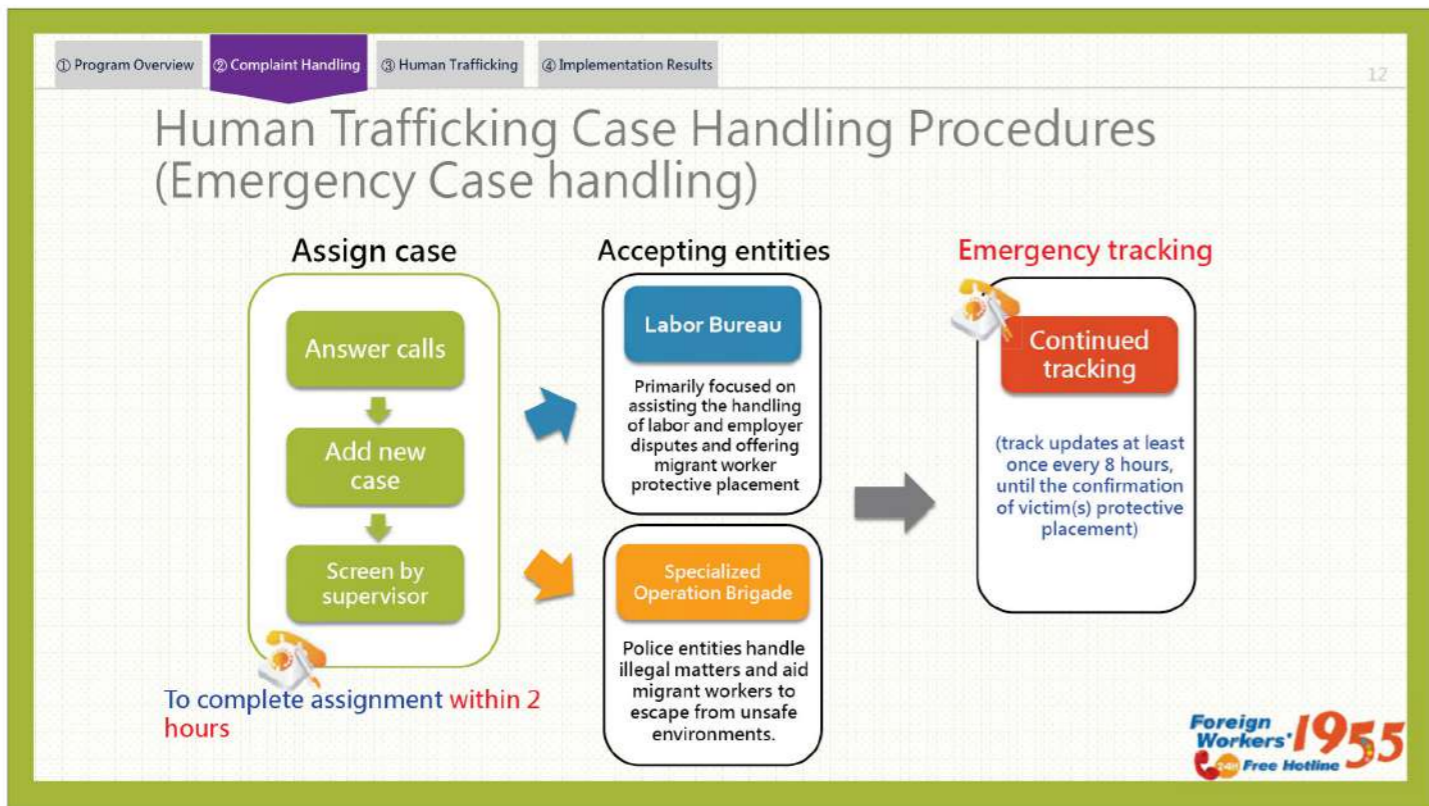 ① Program Overview
② Complaint Handling
③ Human Trafficking
④ Implementation Results
12
Human Trafficking Case Handling Procedures
(Emergency Case handling)
Assign case
Answer calls
Add new
case
Screen by
supervisor
To complete assignment within 2
hours
Accepting entities
Labor Bureau
Primarily focused on
assisting the handling
of labor and employer
disputes and offering
migrant worker
protective placement
Specialized
Operation Brigade
Police entities handle
illegal matters and aid
migrant workers to
escape from unsafe
environments.
Emergency tracking
Continued
tracking
(track updates at least
once every 8 hours,
until the confirmation
of victim(s) protective
placement)
Foreign
Workers' 1955
24H Free Hotline